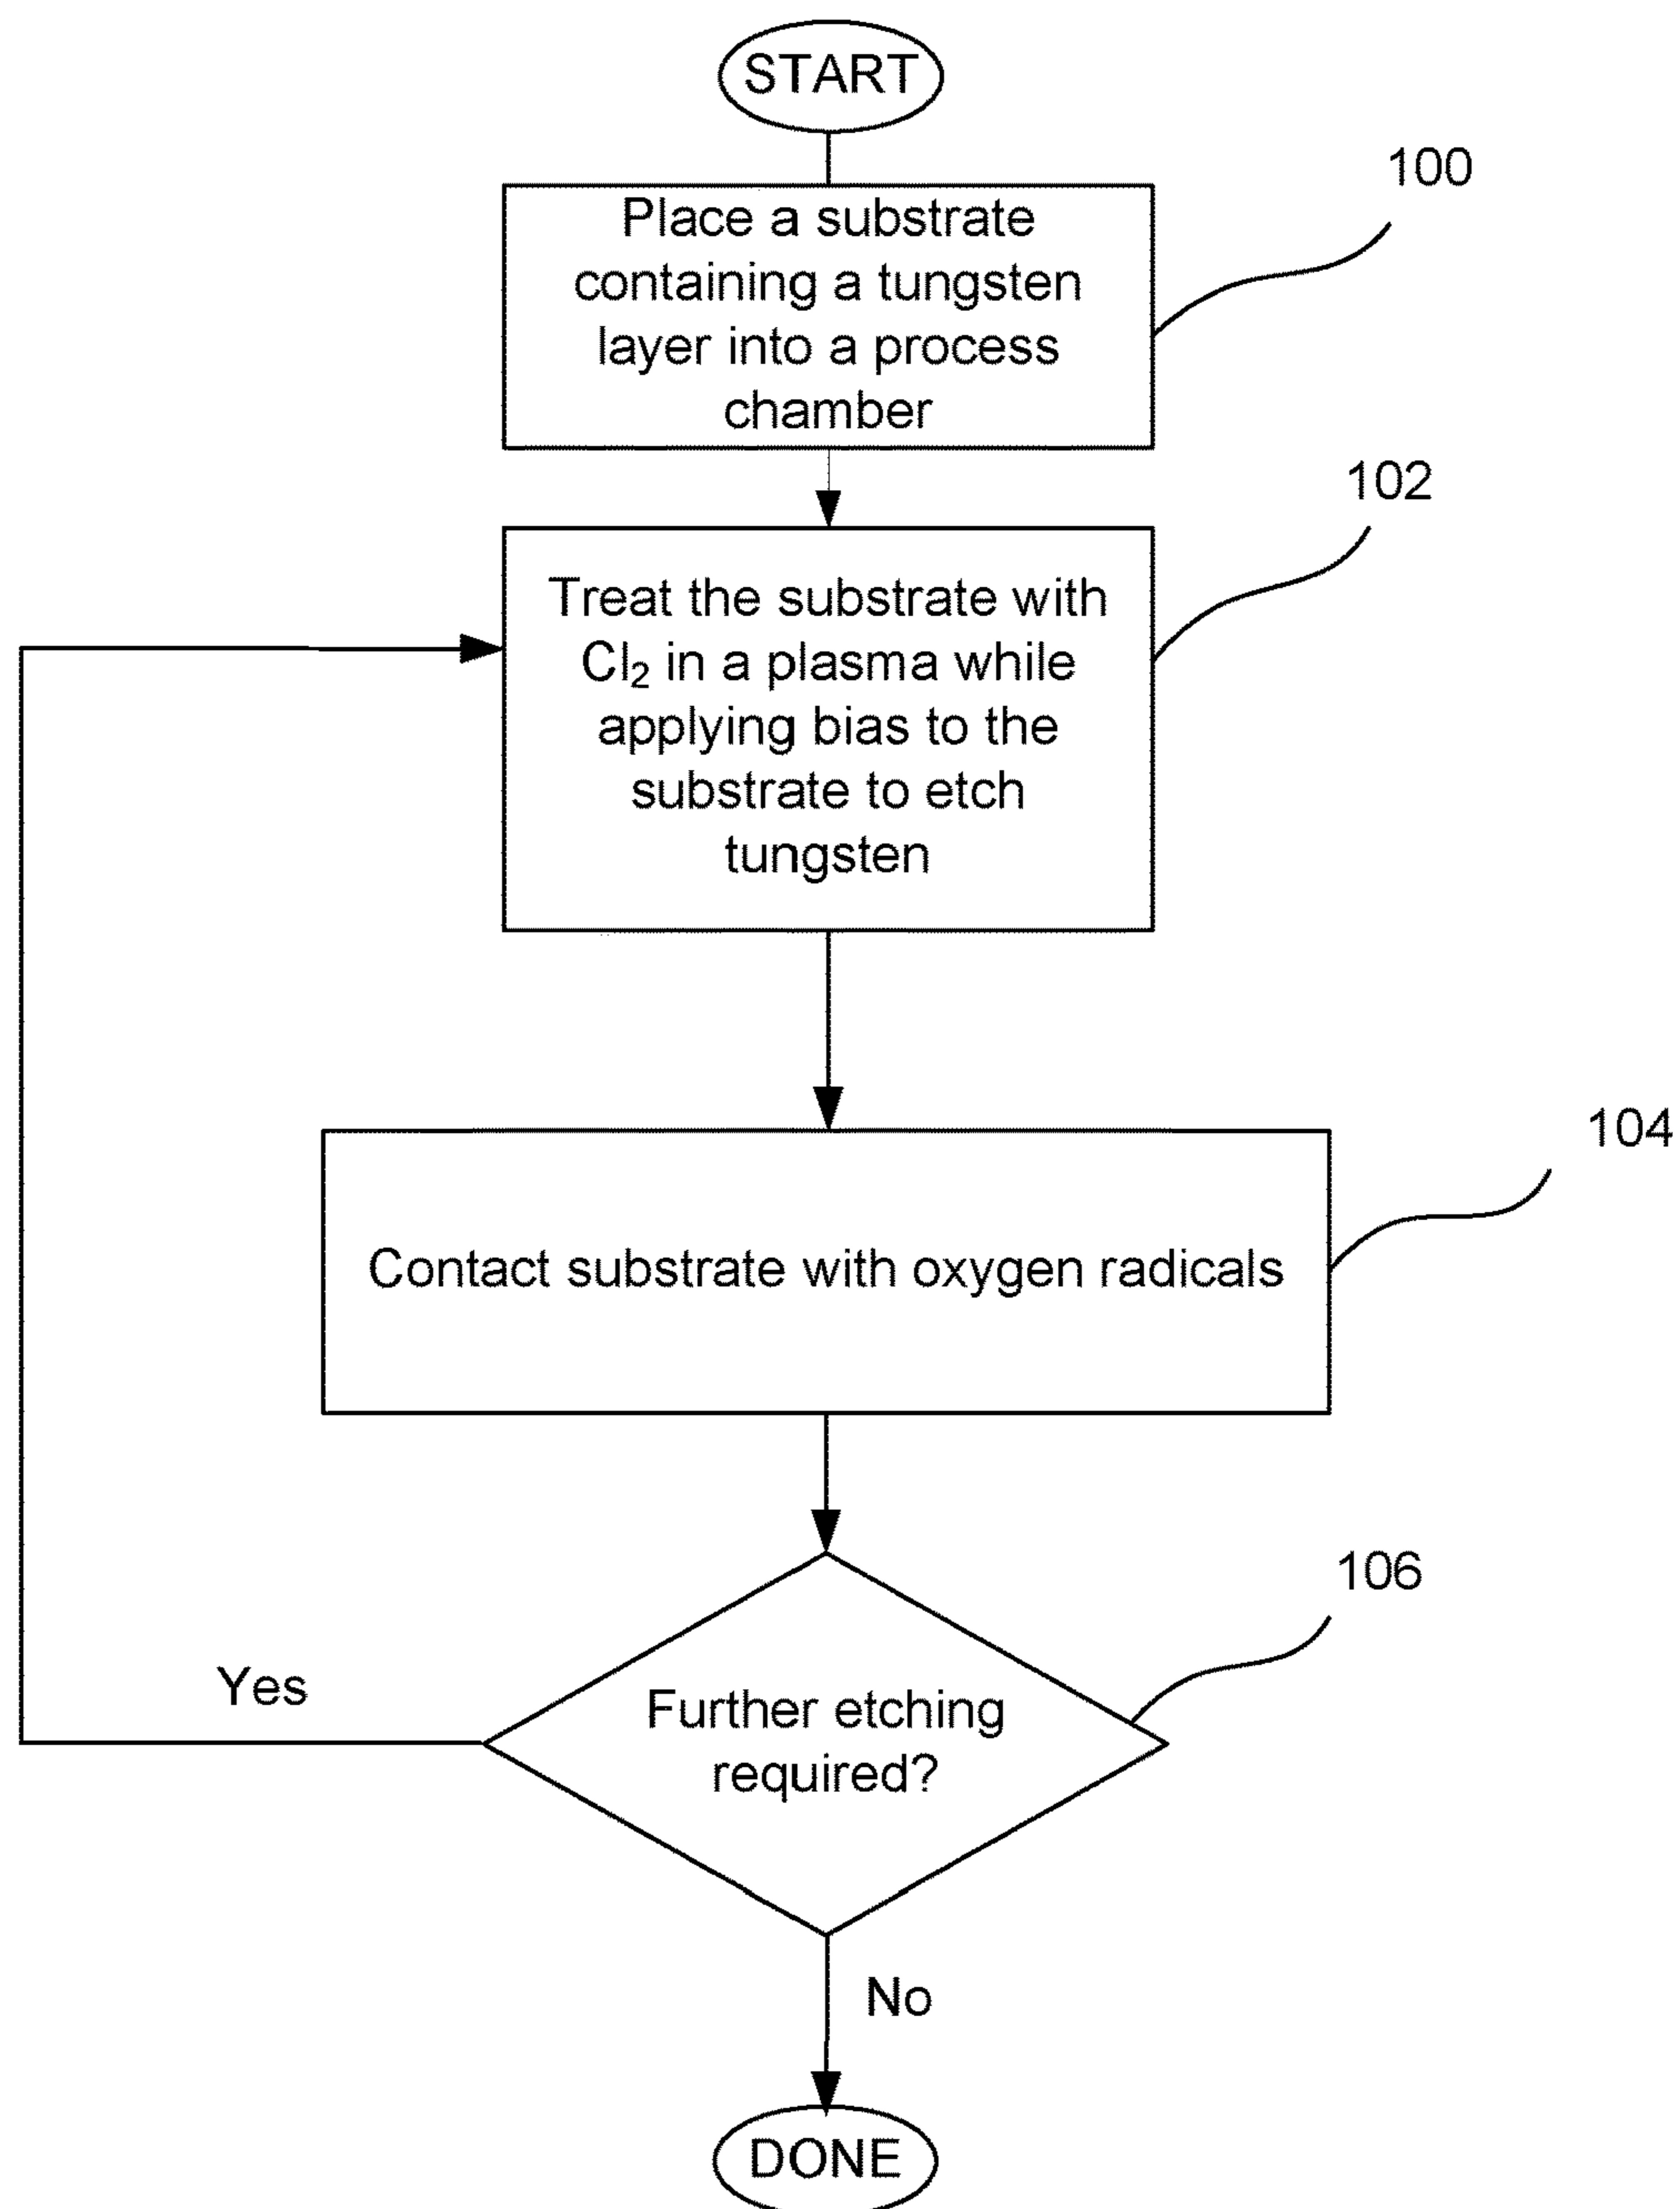 START
100
Place a substrate
containing a tungsten
layer into a process
chamber
102
Treat the substrate with
Cl₂ in a plasma while
applying bias to the
substrate to etch
tungsten
104
Contact substrate with oxygen radicals
106
Further etching
required?
Yes
No
DONE